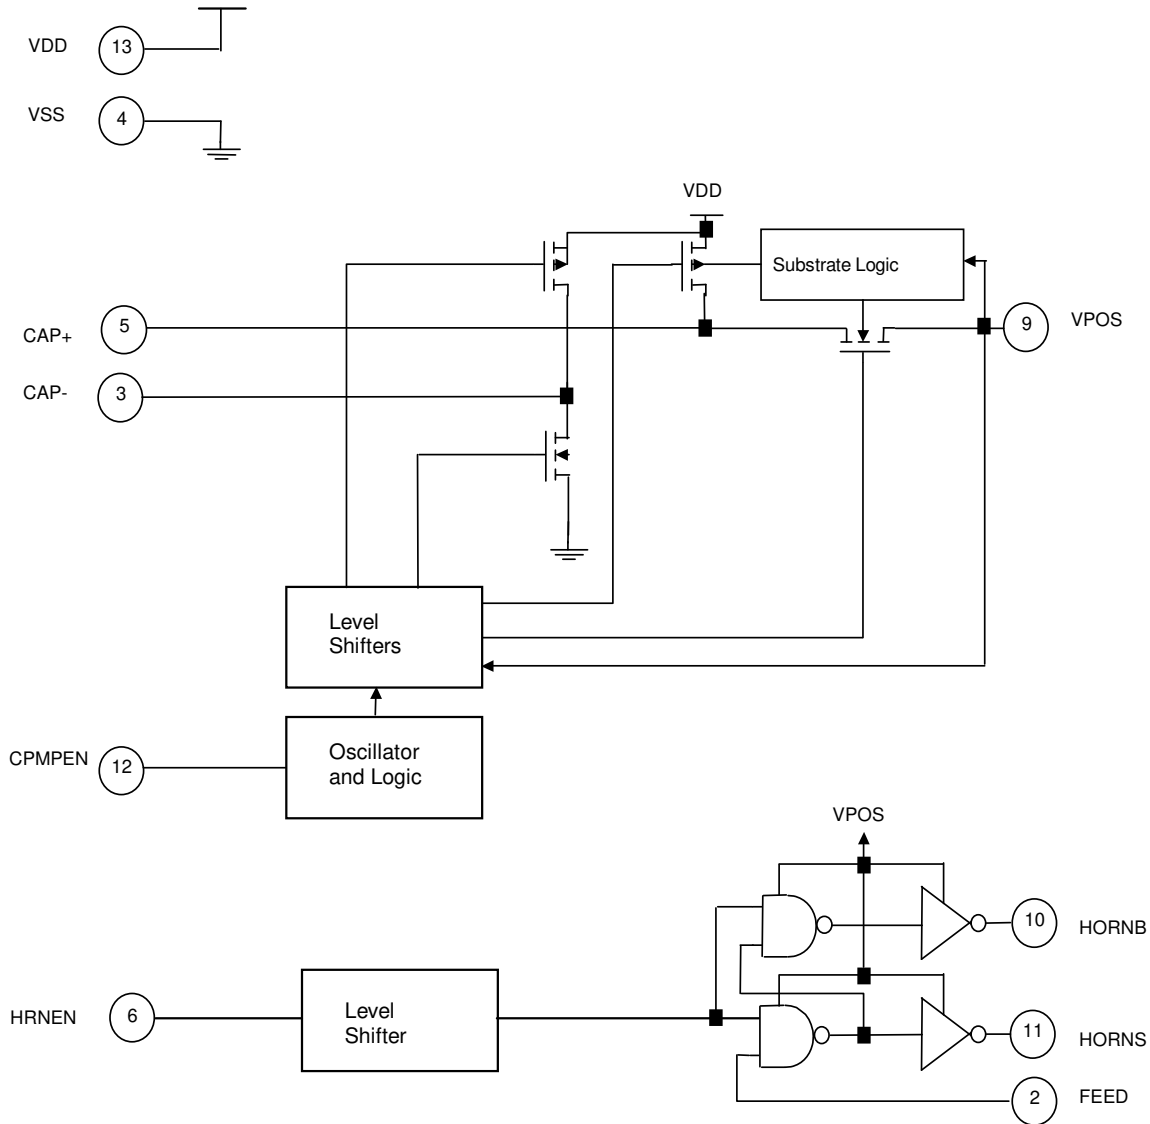 VDD 13
VSS 4
VDD
Substrate Logic
CAP+ 5
9 VPOS
CAP- 3
Level
Shifters
CPMPEN 12
Oscillator
and Logic
VPOS
10 HORNB
HRNEN 6
Level
Shifter
11 HORNS
2 FEED